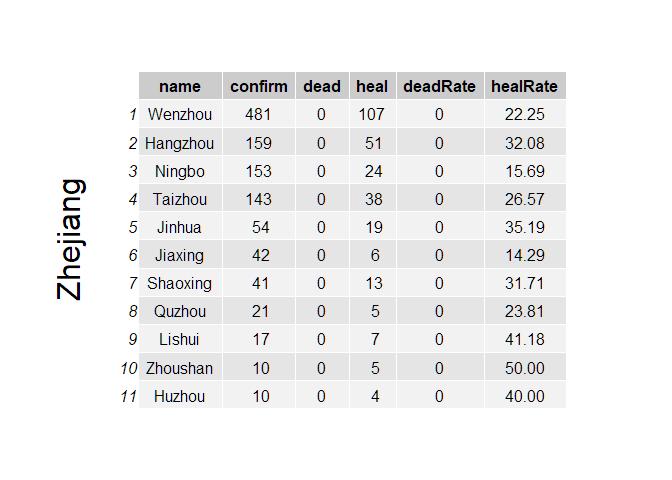 Zhejiang
name confirm dead heal deadRate healRate
1 Wenzhou 481 0 107 0 22.25
2 Hangzhou 159 0 51 0 32.08
3 Ningbo 153 0 24 0 15.69
4 Taizhou 143 0 38 0 26.57
5 Jinhua 54 0 19 0 35.19
6 Jiaxing 42 0 6 0 14.29
7 Shaoxing 41 0 13 0 31.71
8 Quzhou 21 0 5 0 23.81
9 Lishui 17 0 7 0 41.18
10 Zhoushan 10 0 5 0 50.00
11 Huzhou 10 0 4 0 40.00